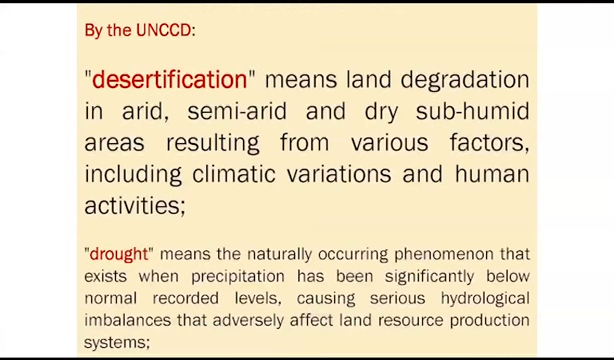 By the UNCCD:
"desertification" means land degradation
in arid, semi-arid and dry sub-humid
areas resulting from various factors,
including climatic variations and human
activities;
"drought" means the naturally occurring phenomenon that
exists when precipitation has been significantly below
normal recorded levels, causing serious hydrological
imbalances that adversely affect land resource production
systems;